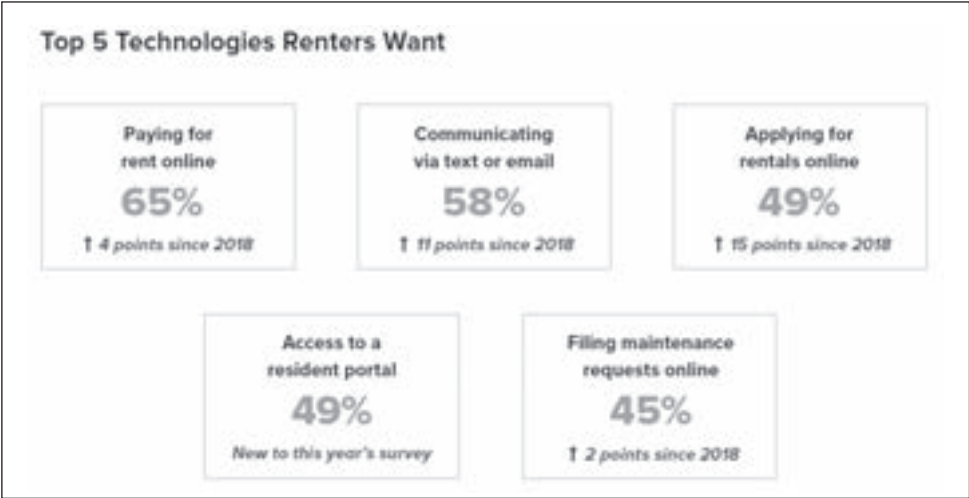 Top 5 Technologies Renters Want
Paying for
rent online
65%
↑ 4 points since 2018
Communicating
via text or email
58%
↑ 11 points since 2018
Applying for
rentals online
49%
↑ 15 points since 2018
Access to a
resident portal
49%
New to this year's survey
Filing maintenance
requests online
45%
↑ 2 points since 2018